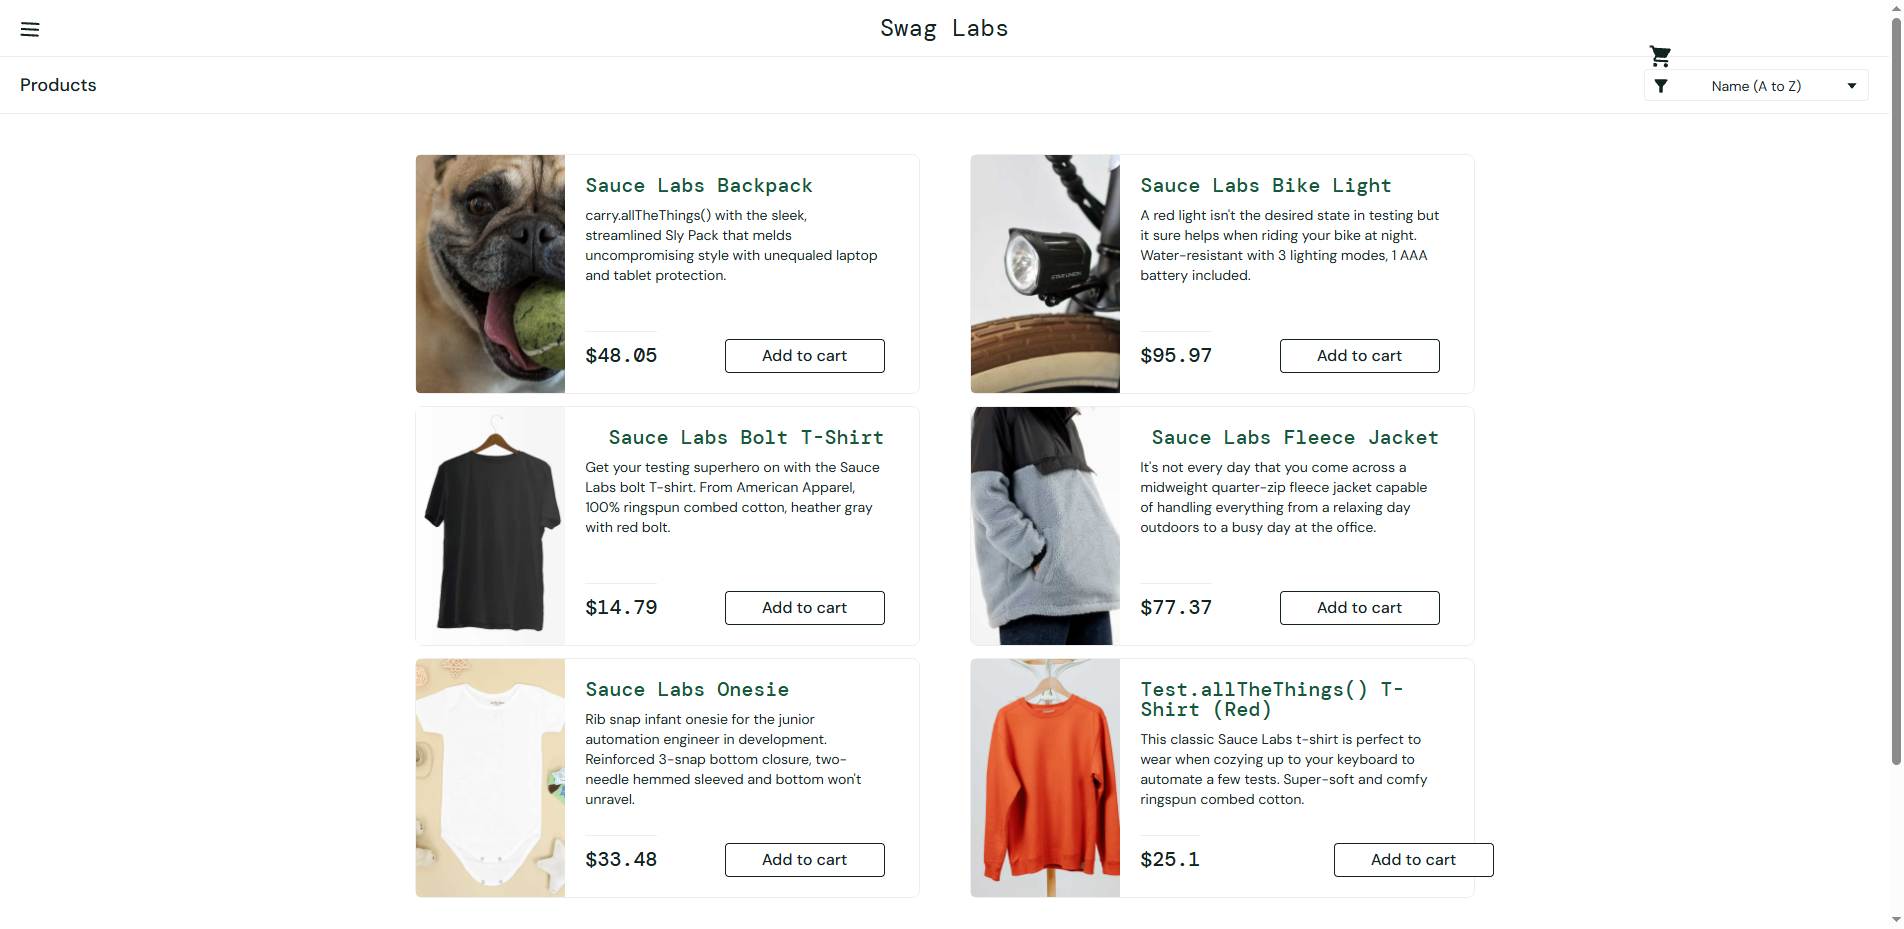 Swag Labs
Products
Name (A to Z)
Sauce Labs Backpack
carry.allTheThings() with the sleek,
streamlined Sly Pack that melds
uncompromising style with unequaled laptop
and tablet protection.
$48.05
Add to cart
Sauce Labs Bike Light
A red light isn't the desired state in testing but
it sure helps when riding your bike at night.
Water-resistant with 3 lighting modes, 1 AAA
battery included.
$95.97
Add to cart
Sauce Labs Bolt T-Shirt
Get your testing superhero on with the Sauce
Labs bolt T-shirt. From American Apparel,
100% ringspun combed cotton, heather gray
with red bolt.
$14.79
Add to cart
Sauce Labs Fleece Jacket
It's not every day that you come across a
midweight quarter-zip fleece jacket capable
of handling everything from a relaxing day
outdoors to a busy day at the office.
$77.37
Add to cart
Sauce Labs Onesie
Rib snap infant onesie for the junior
automation engineer in development.
Reinforced 3-snap bottom closure, two-
needle hemmed sleeved and bottom won't
unravel.
$33.48
Add to cart
Test.allTheThings() T-
Shirt (Red)
This classic Sauce Labs t-shirt is perfect to
wear when cozying up to your keyboard to
automate a few tests. Super-soft and comfy
ringspun combed cotton.
$25.1
Add to cart